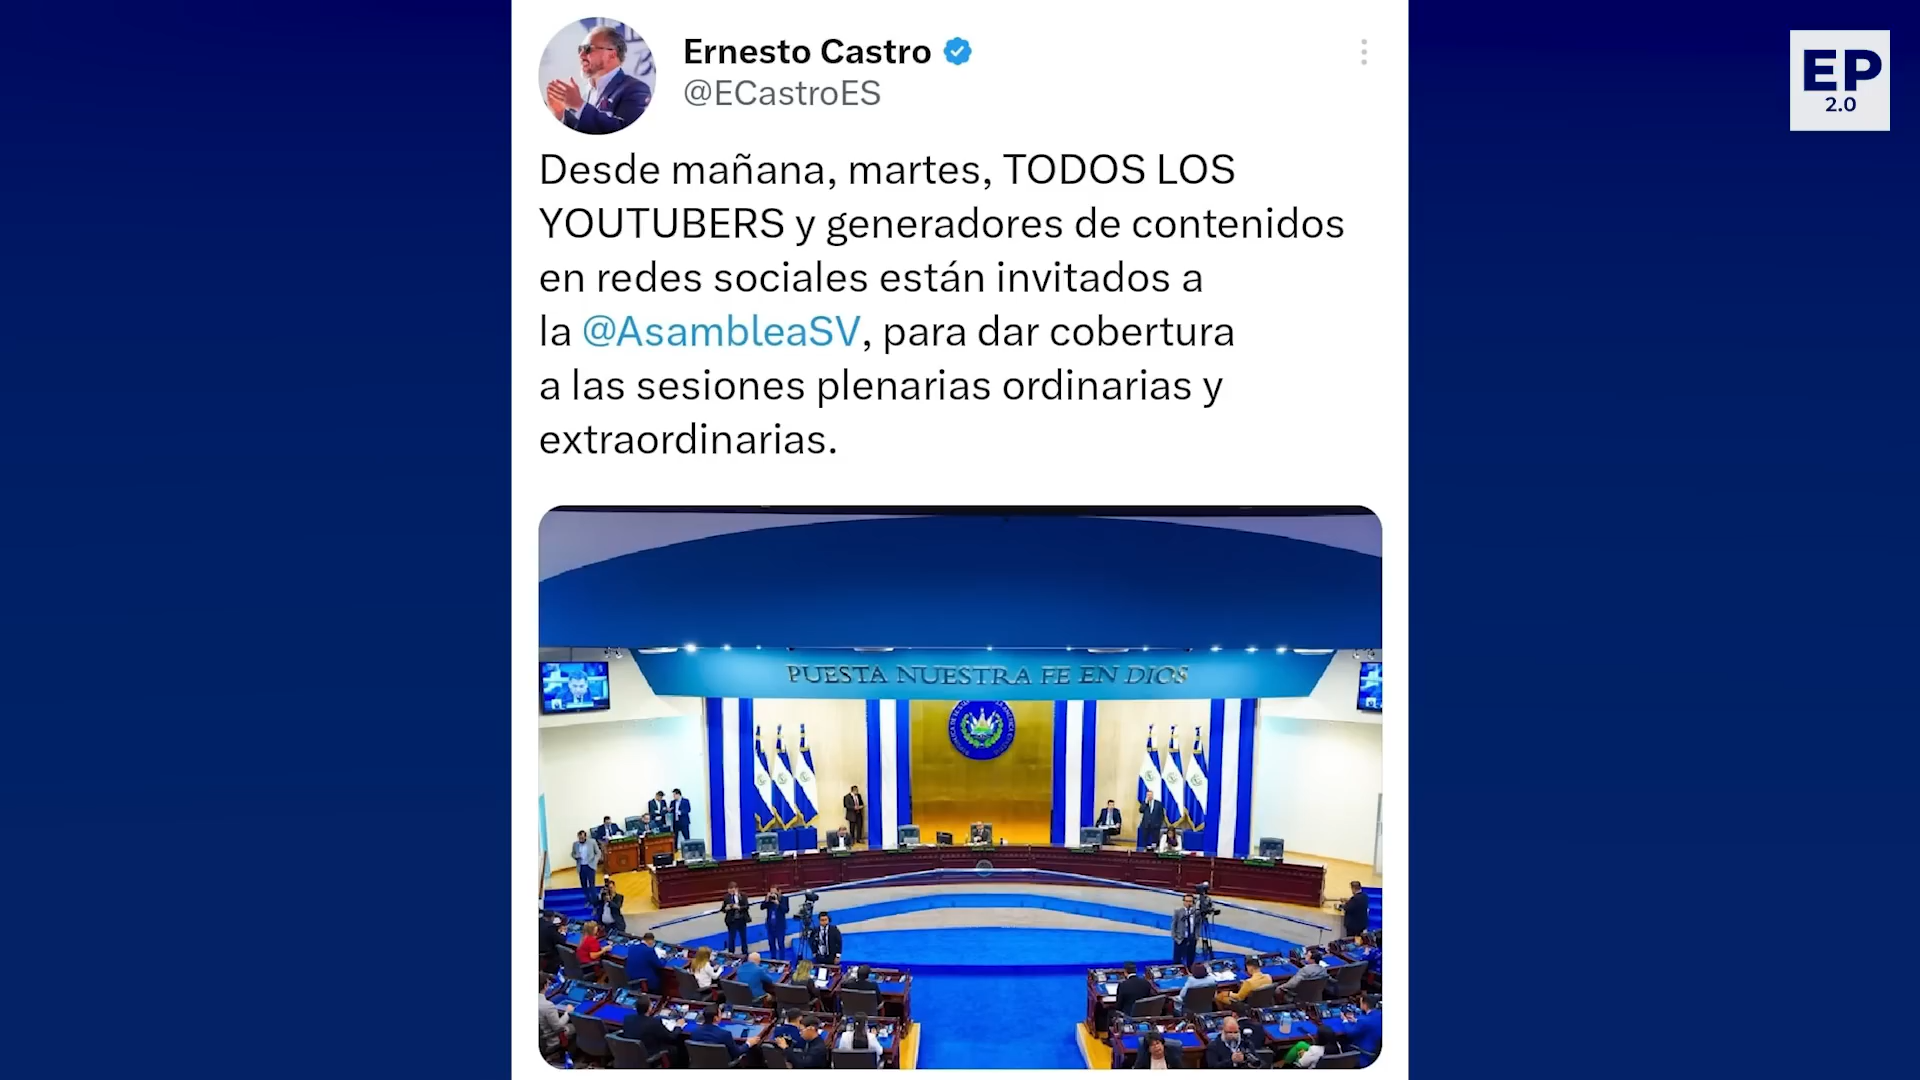 Ernesto Castro
@ECastroES
EP
2.0
Desde mañana, martes, TODOS LOS
YOUTUBERS y generadores de contenidos
en redes sociales están invitados a
la @AsambleaSV, para dar cobertura
a las sesiones plenarias ordinarias y
extraordinarias.
PUESTA NUESTRA FE EN DIOS